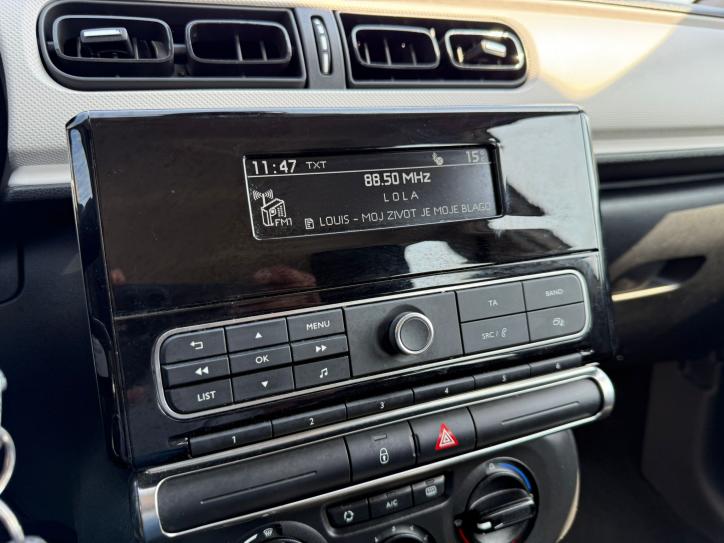 11:47 TXT 15°
88.50 MHz
LOLA
FM1
LOUIS - MOJ ZIVOT JE MOJE BLAGO
MENU
OK
LIST
TA BAND
SRC /
1 2 3 4 5 6
A/C